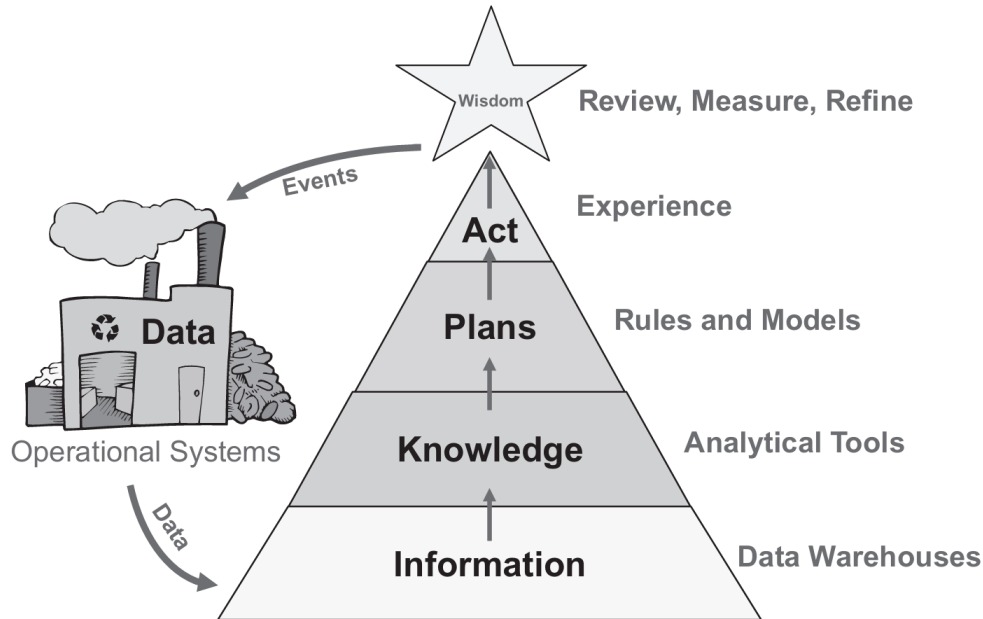 Wisdom
Review, Measure, Refine
Events
Experience
Act
Data
Plans
Rules and Models
Operational Systems
Knowledge
Analytical Tools
Data
Information
Data Warehouses